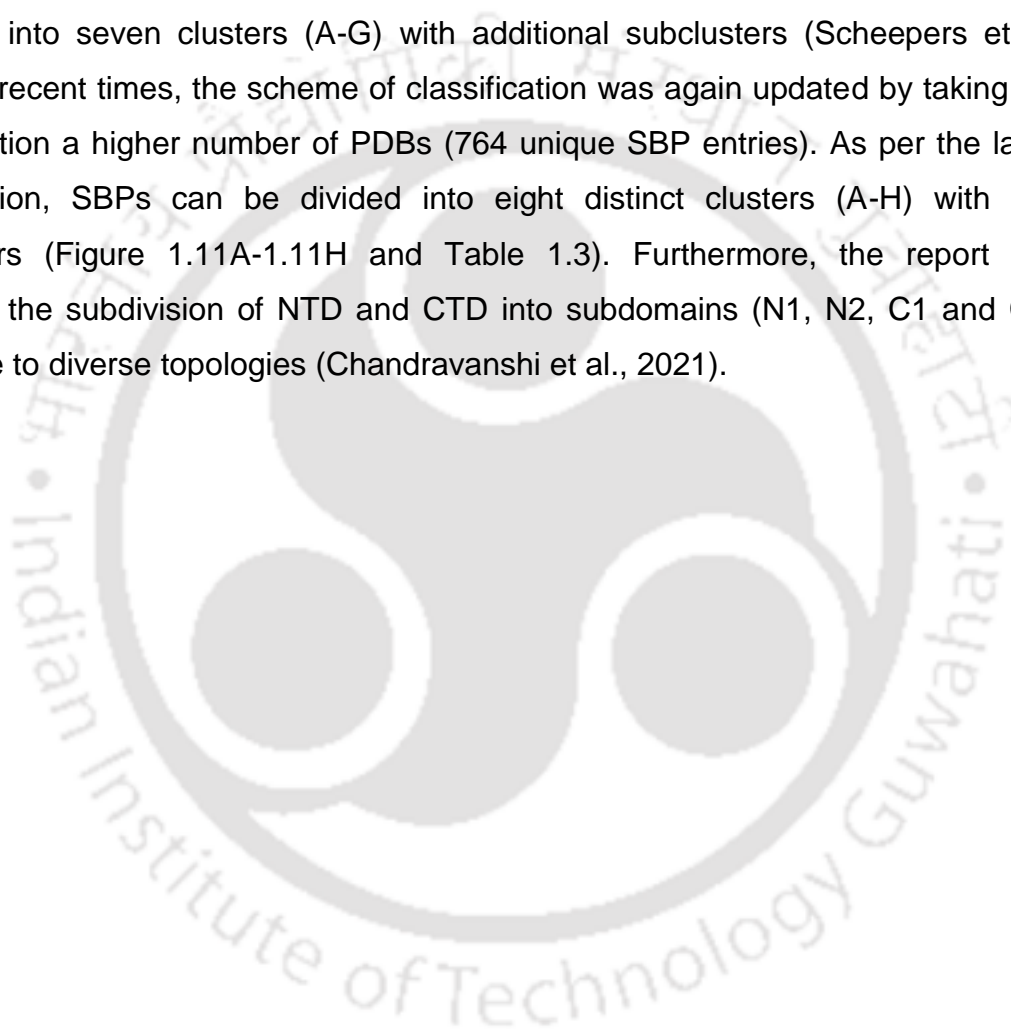 into seven clusters (A-G) with additional subclusters (Scheepers et
recent times, the scheme of classification was again updated by taking
tion a higher number of PDBs (764 unique SBP entries). As per the la
ion, SBPs can be divided into eight distinct clusters (A-H) with
rs (Figure 1.11A-1.11H and Table 1.3). Furthermore, the report
the subdivision of NTD and CTD into subdomains (N1, N2, C1 and
e to diverse topologies (Chandravanshi et al., 2021).
Indian Institute of Technology Guwahati